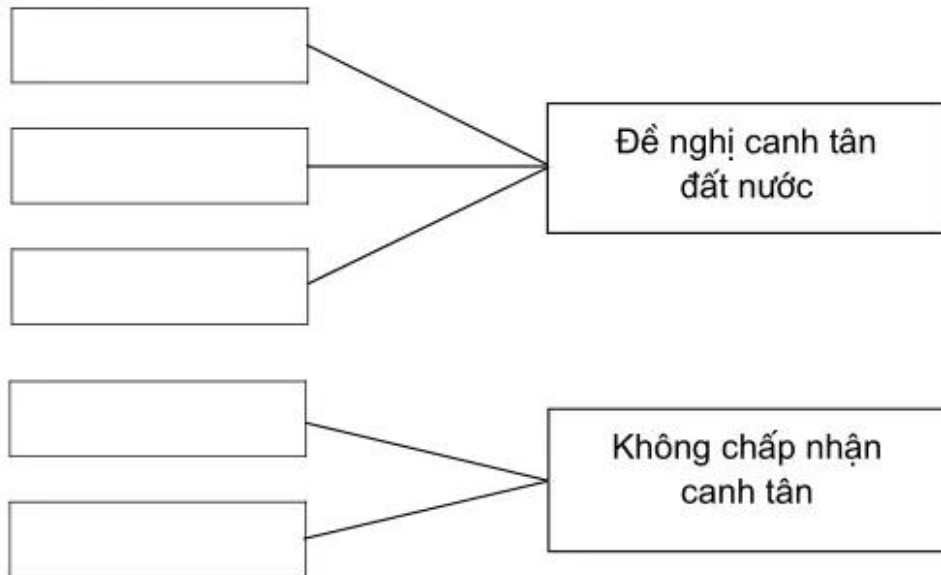 Đề nghị canh tân
đất nước
Không chấp nhận
canh tân